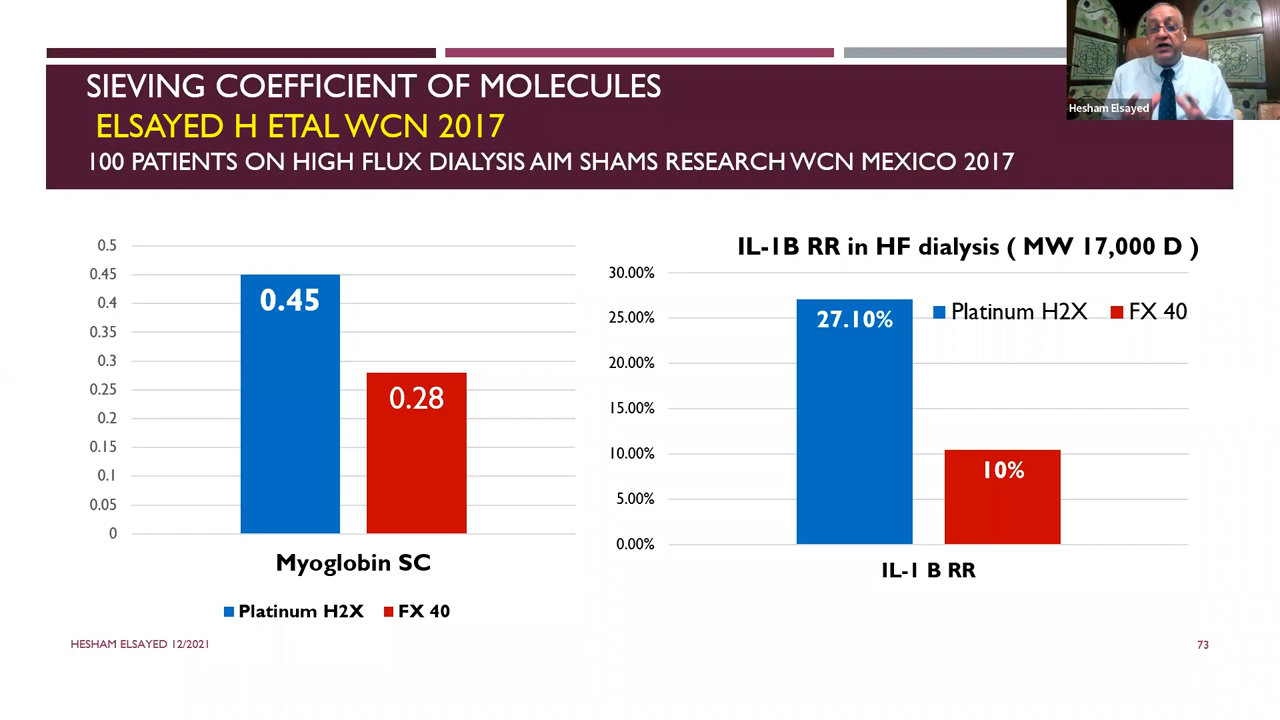 SIEVING COEFFICIENT OF MOLECULES
ELSAYED H ETAL WCN 2017
100 PATIENTS ON HIGH FLUX DIALYSIS AIM SHAMS RESEARCH WCN MEXICO 2017
Hesham Elsayed
0.5
0.45
0.4
0.35
0.3
0.25
0.2
0.15
0.1
0.05
0
0.45
0.28
Myoglobin SC
Platinum H2X FX 40
IL-1B RR in HF dialysis ( MW 17,000 D )
30.00%
25.00%
20.00%
15.00%
10.00%
5.00%
0.00%
27.10%
10%
Platinum H2X FX 40
IL-1 B RR
HESHAM ELSAYED 12/2021
73